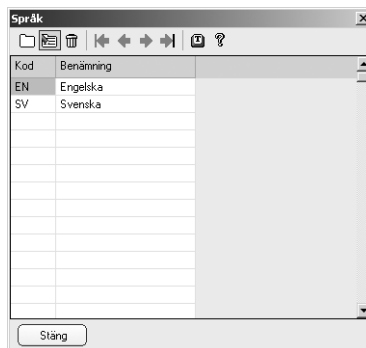 Språk
Kod Benämning
EN Engelska
SV Svenska
Stäng